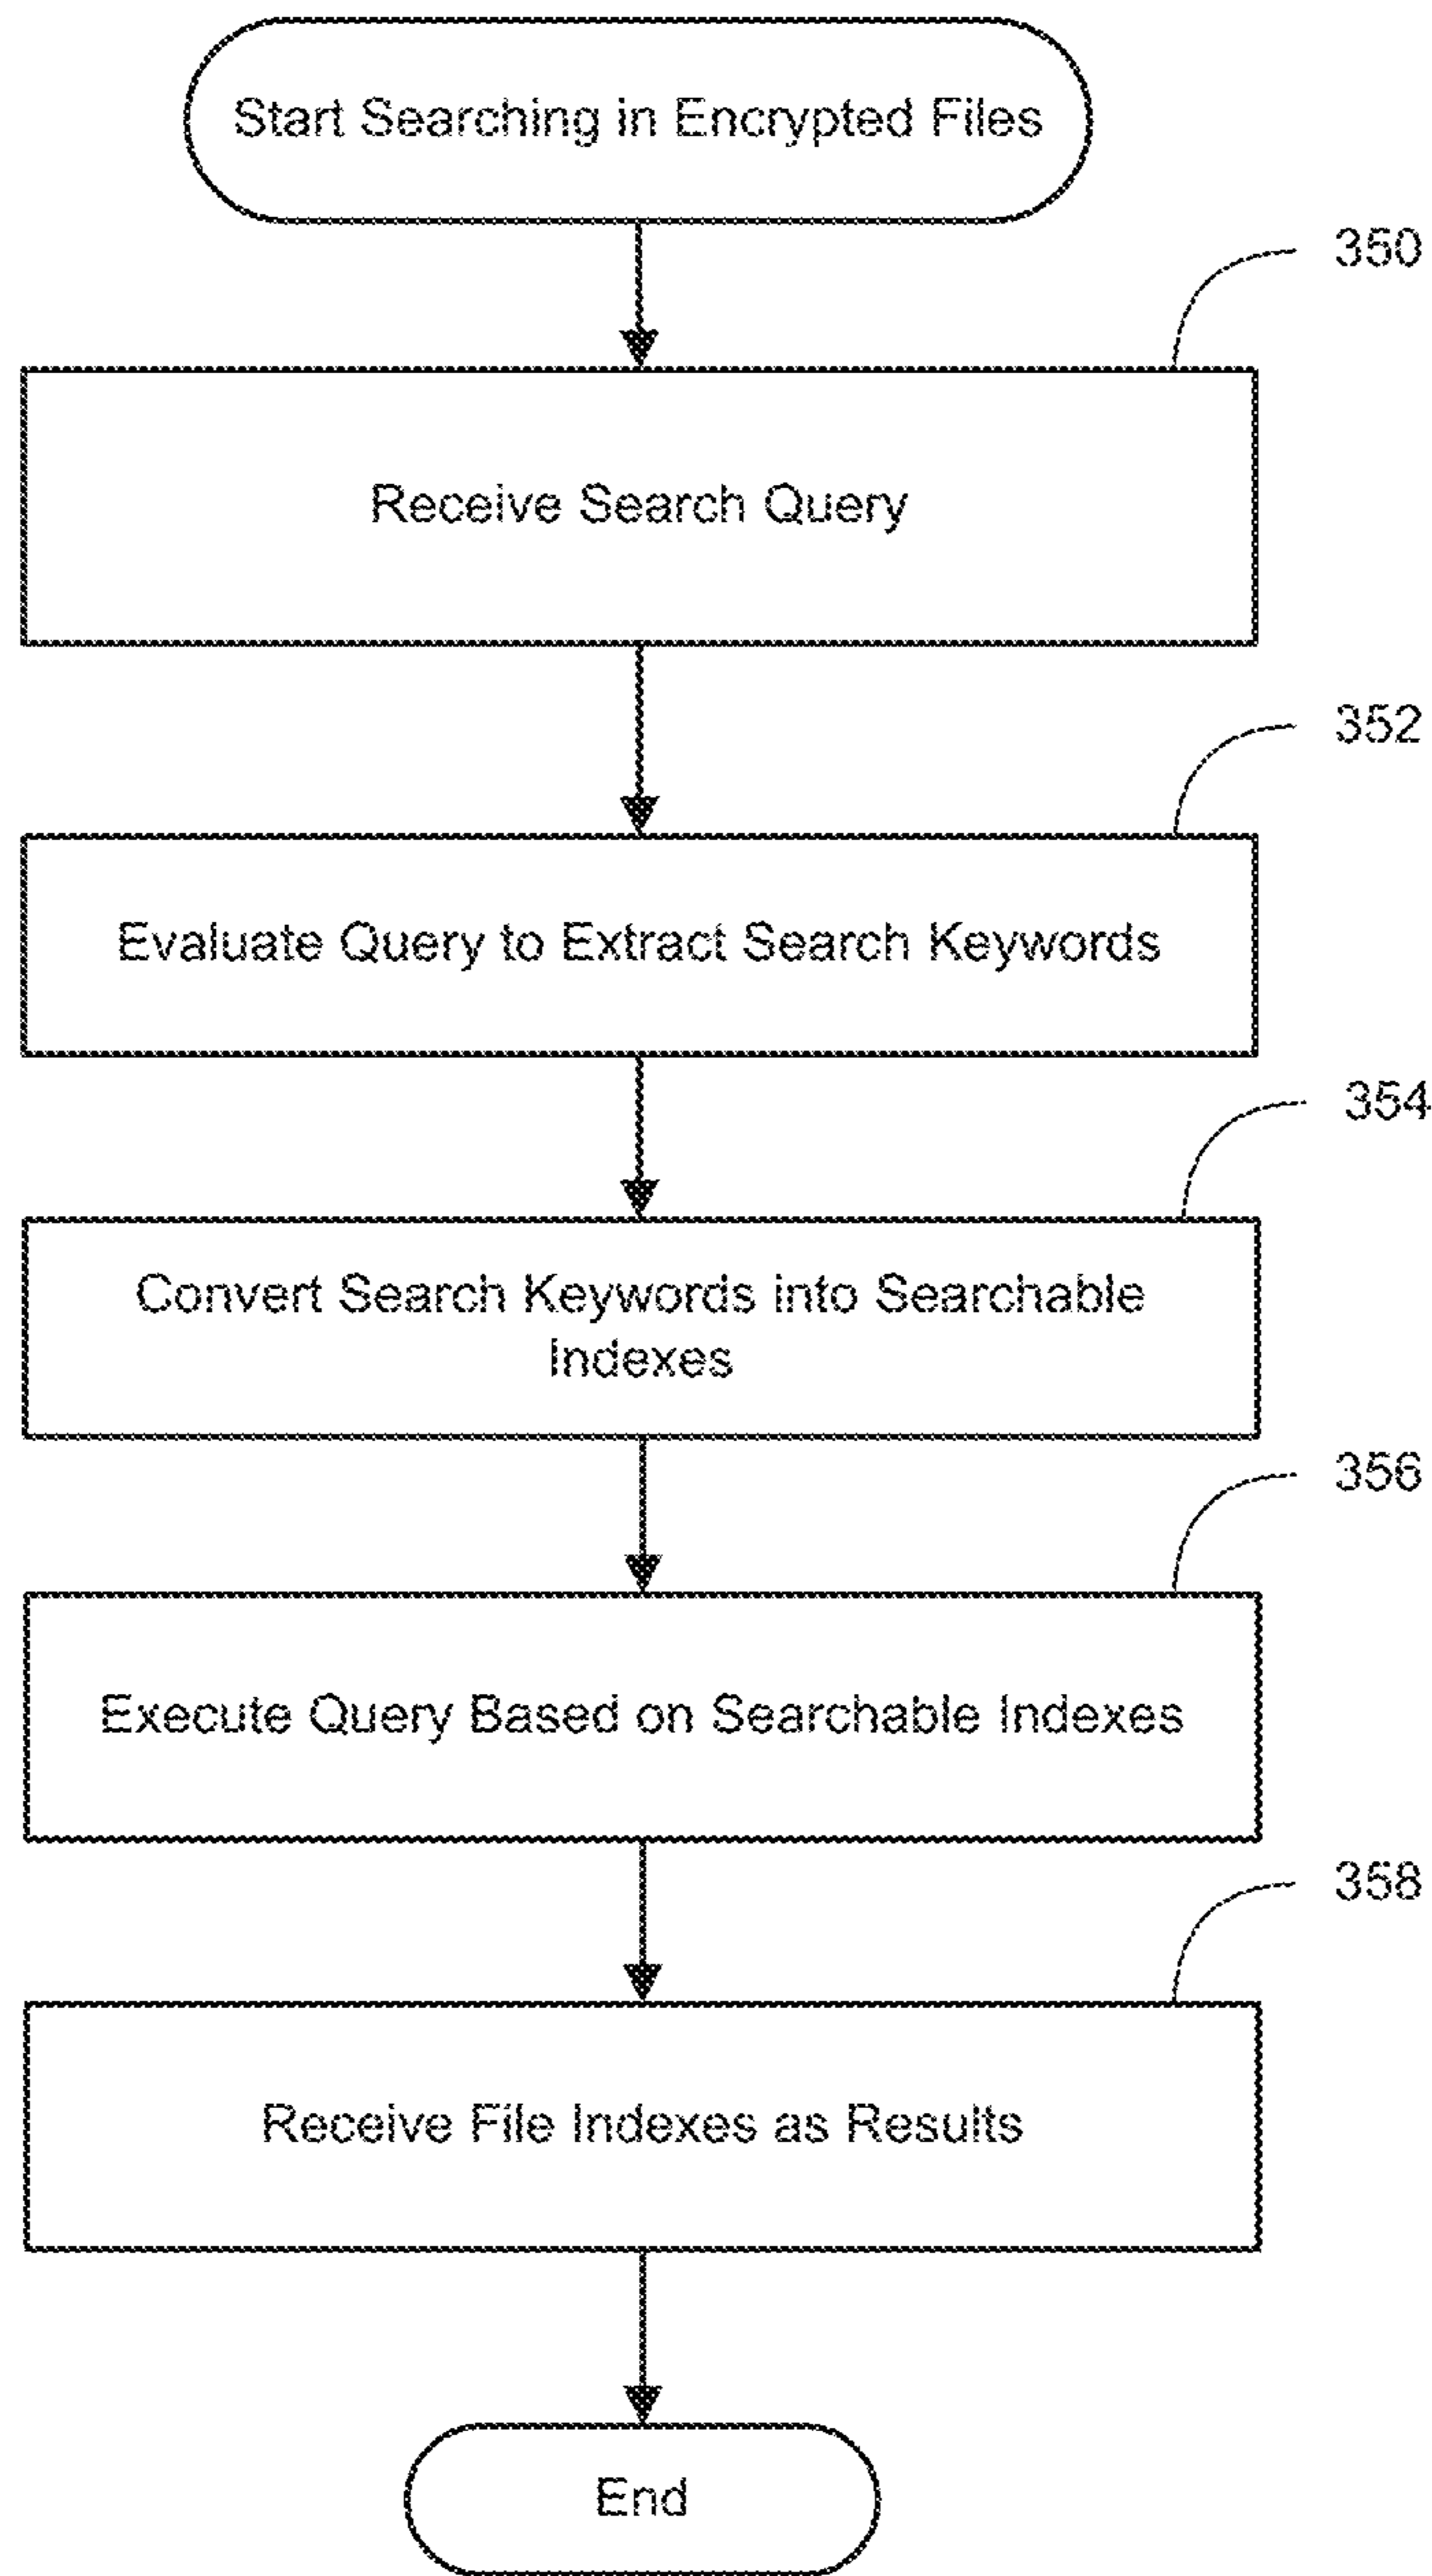 Start Searching in Encrypted Files
350
Receive Search Query
352
Evaluate Query to Extract Search Keywords
354
Convert Search Keywords into Searchable
Indexes
356
Execute Query Based on Searchable Indexes
358
Receive File Indexes as Results
End